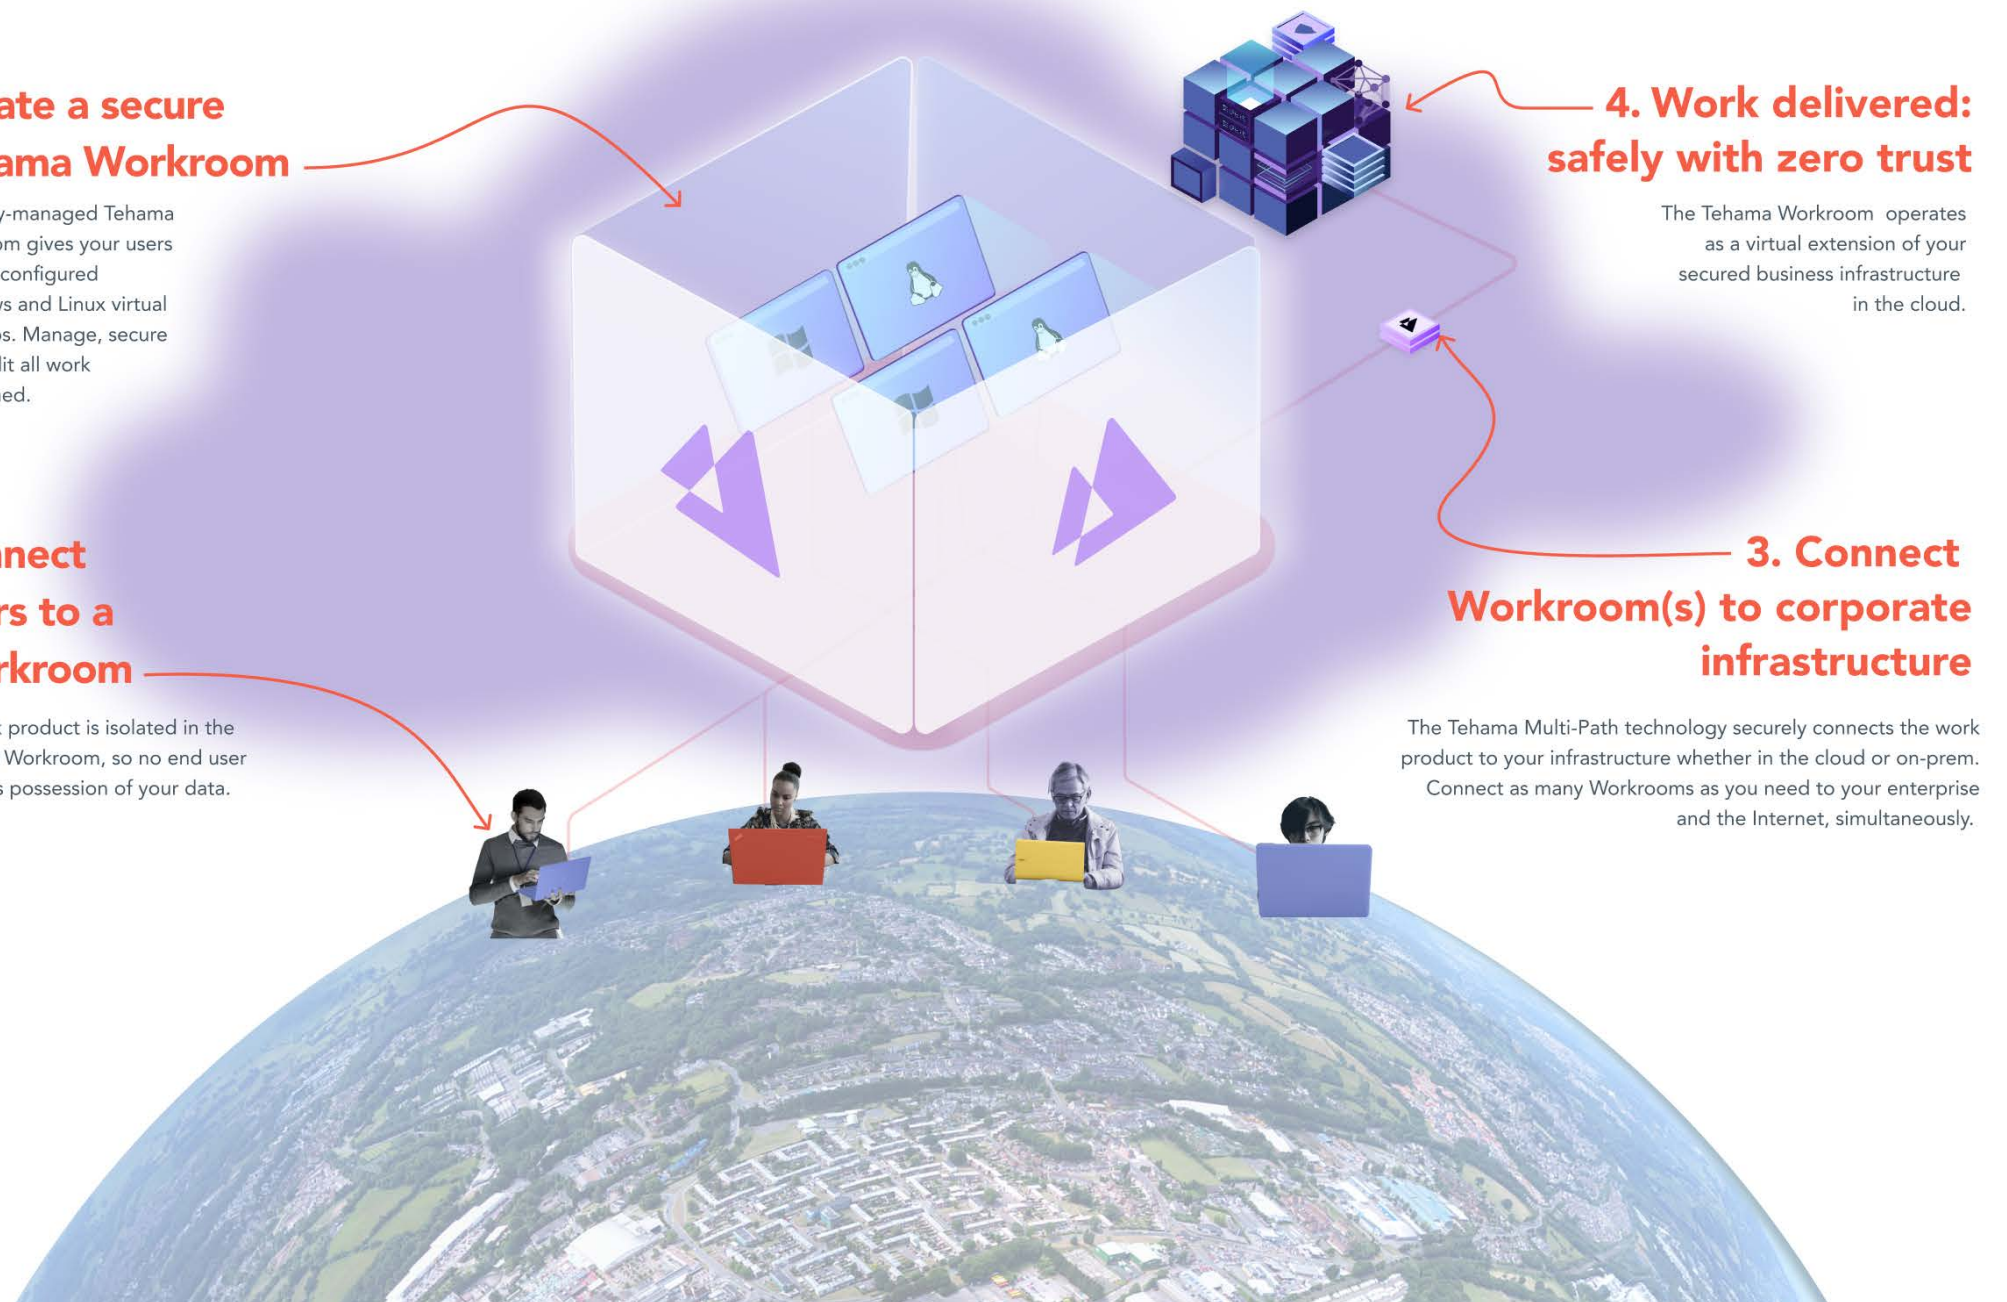 ate a secure
ama Workroom
y-managed Tehama
om gives your users
configured
s and Linux virtual
s. Manage, secure
lit all work
ed.
nnect
rs to a
rkroom
product is isolated in the
Workroom, so no end user
s possession of your data.
4. Work delivered:
safely with zero trust
The Tehama Workroom operates
as a virtual extension of your
secured business infrastructure
in the cloud.
3. Connect
Workroom(s) to corporate
infrastructure
The Tehama Multi-Path technology securely connects the work
product to your infrastructure whether in the cloud or on-prem.
Connect as many Workrooms as you need to your enterprise
and the Internet, simultaneously.